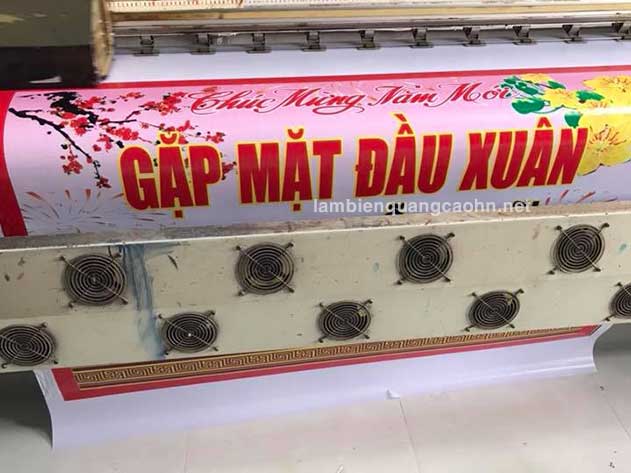 Chúc Mừng Năm Mới
GẶP MẶT ĐẦU XUÂN
lambienquangcaohn.net